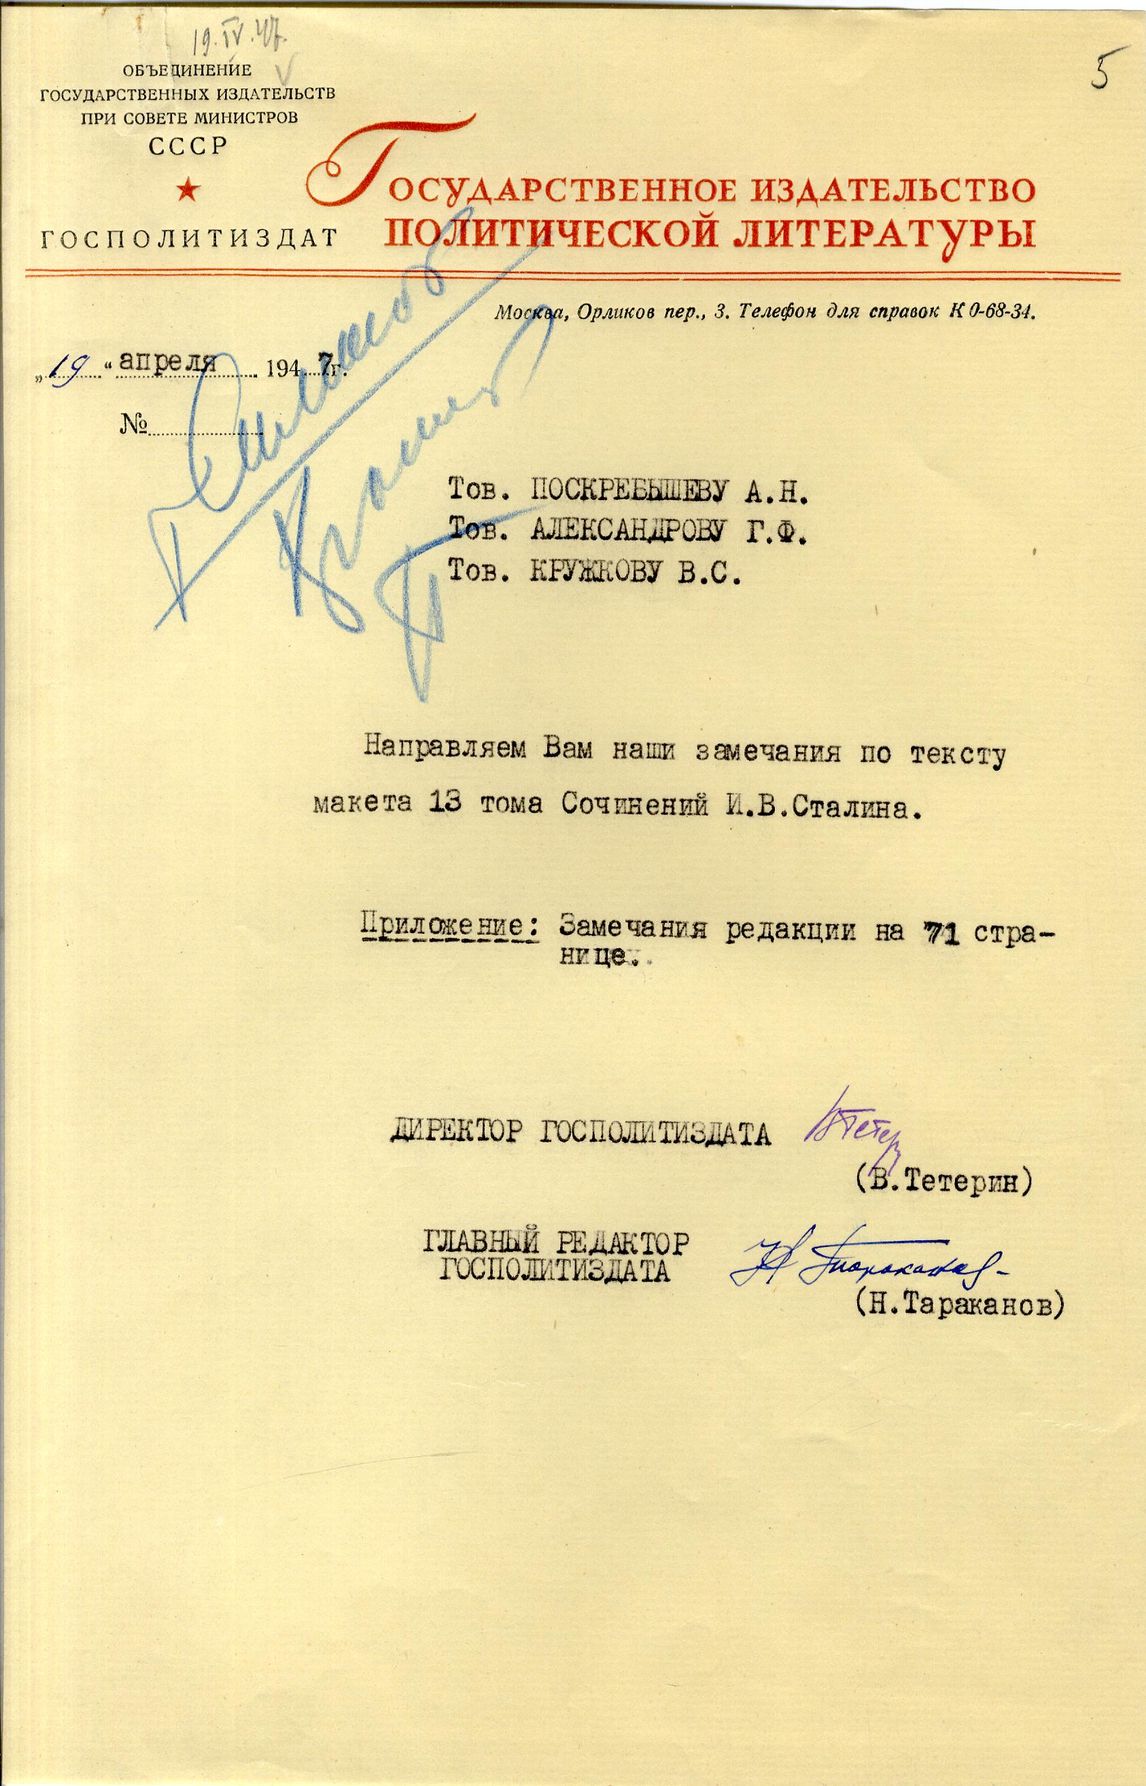 19.IV.47.
5
ОБЪЕДИНЕНИЕ
ГОСУДАРСТВЕННЫХ ИЗДАТЕЛЬСТВ
ПРИ СОВЕТЕ МИНИСТРОВ
СССР
ГОСПОЛИТИЗДАТ
ГОСУДАРСТВЕННОЕ ИЗДАТЕЛЬСТВО
ПОЛИТИЧЕСКОЙ ЛИТЕРАТУРЫ
Москва, Орликов пер., 3. Телефон для справок К 0-68-34.
„19“ апреля 1947г.
№
Тов. ПОСКРЕБЫШЕВУ А.Н.
Тов. АЛЕКСАНДРОВУ Г.Ф.
Тов. КРУЖКОВУ В.С.
Направляем Вам наши замечания по тексту
макета 13 тома Сочинений И.В.Сталина.
Приложение: Замечания редакции на 71 стра-
нице.
ДИРЕКТОР ГОСПОЛИТИЗДАТА
(В.Тетерин)
ГЛАВНЫЙ РЕДАКТОР
ГОСПОЛИТИЗДАТА
Н Тараканов
(Н.Тараканов)